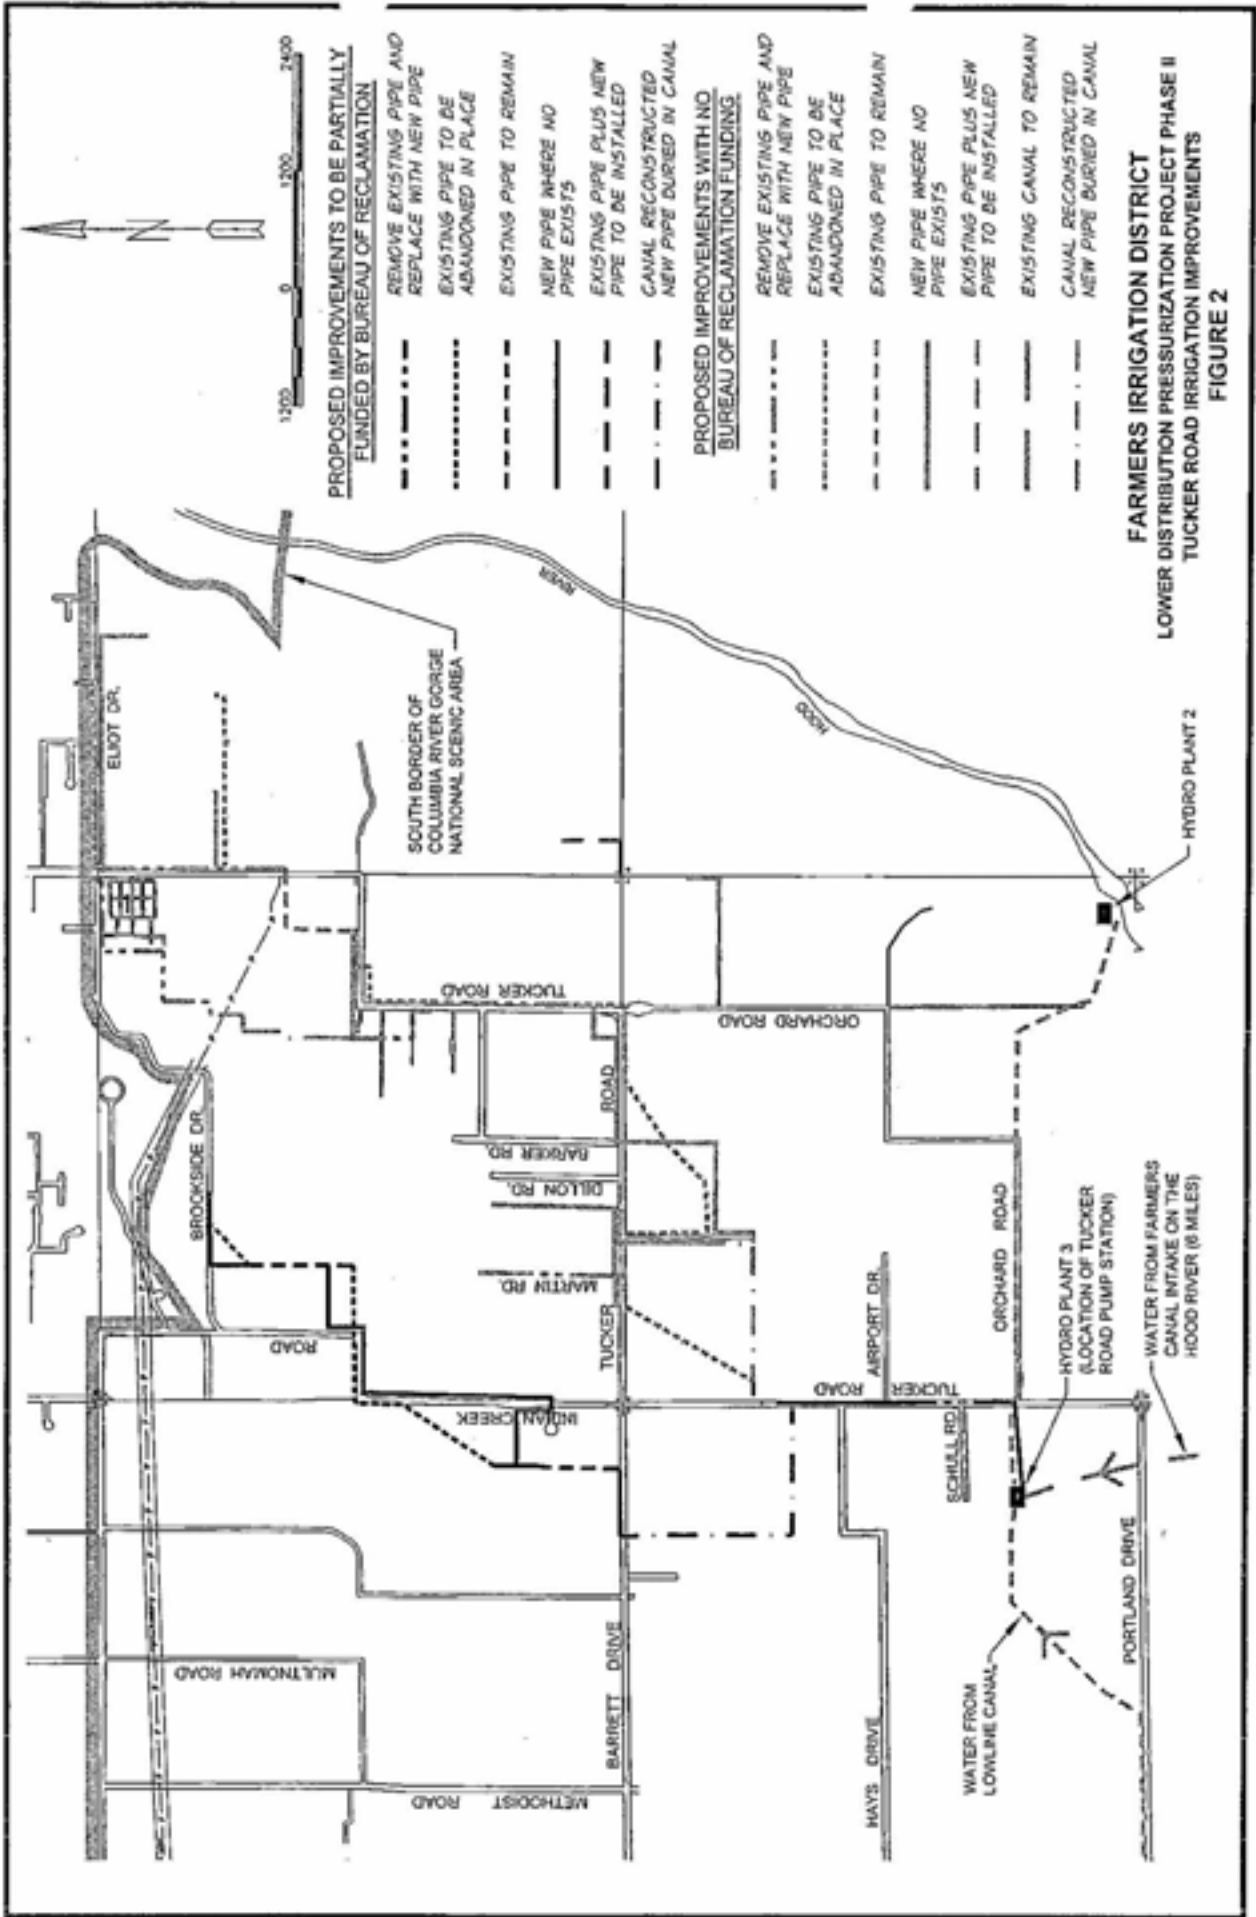 1200
0
1200
2400
N
PROPOSED IMPROVEMENTS TO BE PARTIALLY
FUNDED BY BUREAU OF RECLAMATION
REMOVE EXISTING PIPE AND
REPLACE WITH NEW PIPE
EXISTING PIPE TO BE
ABANDONED IN PLACE
EXISTING PIPE TO REMAIN
NEW PIPE WHERE NO
PIPE EXISTS
EXISTING PIPE PLUS NEW
PIPE TO BE INSTALLED
CANAL RECONSTRUCTED
NEW PIPE BURIED IN CANAL
PROPOSED IMPROVEMENTS WITH NO
BUREAU OF RECLAMATION FUNDING
REMOVE EXISTING PIPE AND
REPLACE WITH NEW PIPE
EXISTING PIPE TO BE
ABANDONED IN PLACE
EXISTING PIPE TO REMAIN
NEW PIPE WHERE NO
PIPE EXISTS
EXISTING PIPE PLUS NEW
PIPE TO BE INSTALLED
EXISTING CANAL TO REMAIN
CANAL RECONSTRUCTED
NEW PIPE BURIED IN CANAL
FARMERS IRRIGATION DISTRICT
LOWER DISTRIBUTION PRESSURIZATION PROJECT PHASE II
TUCKER ROAD IRRIGATION IMPROVEMENTS
FIGURE 2
ELIOT DR.
SOUTH BORDER OF
COLUMBIA RIVER GORGE
NATIONAL SCENIC AREA
RIVER
HOOD
HYDRO PLANT 2
BROOKSIDE DR.
TUCKER ROAD
ORCHARD ROAD
ROAD
BARKER RD.
DILLON RD.
MARTIN RD.
TUCKER
ROAD
INDIAN CREEK
AIRPORT DR.
TUCKER ROAD
ORCHARD ROAD
SCHULL RD.
HYDRO PLANT 3
(LOCATION OF TUCKER
ROAD PUMP STATION)
WATER FROM FARMERS
CANAL INTAKE ON THE
HOOD RIVER (6 MILES)
MULTNOMAH ROAD
METHODIST ROAD
BARRETT DRIVE
HAYS DRIVE
WATER FROM
LOWLINE CANAL
PORTLAND DRIVE